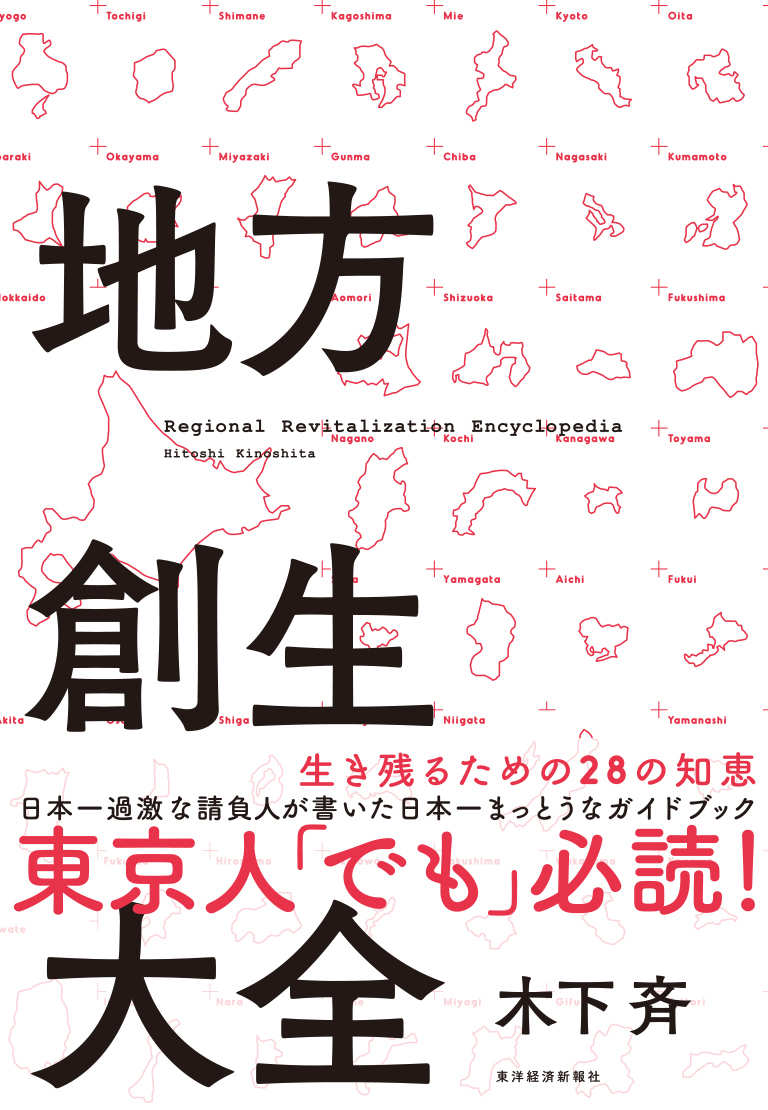 yogo Tochigi Shimane Kagoshima Mie Kyoto Oita
baraki Okayama Miyazaki Gunma Chiba Nagasaki Kumamoto
地方
Hokkaido Aomori Shizuoka Saitama Fukushima
Regional Revitalization Encyclopedia
Nagano Kochi Kanagawa Toyama
Hitoshi Kinoshita
創生
Yamagata Aichi Fukui
Akita Shiga Niigata Yamanashi
生き残るための28の知恵
日本一過激な請負人が書いた日本一まっとうなガイドブック
東京人「でも」必読!
大全
Nara Miyagi Gifu
木下 斉
東洋経済新報社